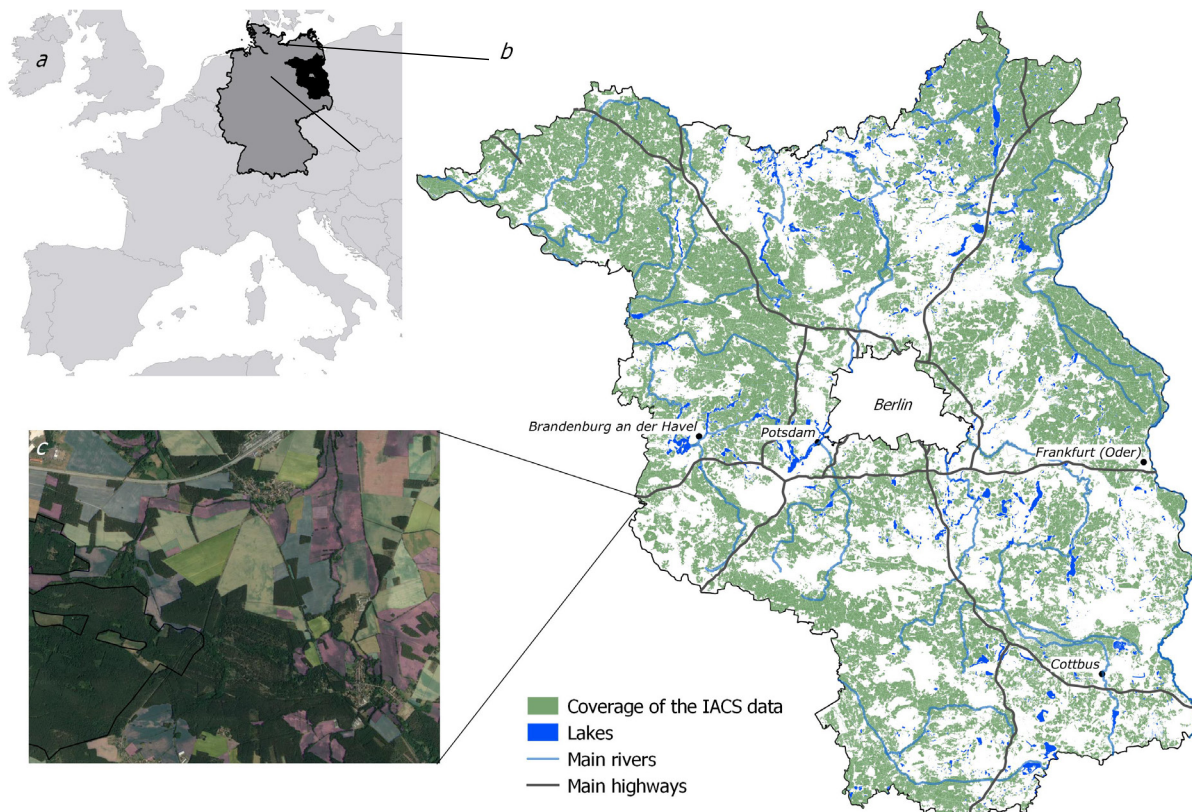 a
b
Berlin
Brandenburg an der Havel
Potsdam
Frankfurt (Oder)
c
Cottbus
Coverage of the IACS data
Lakes
Main rivers
Main highways